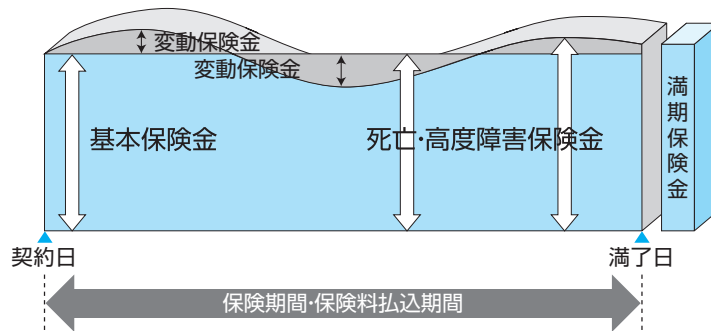 変動保険金
変動保険金
基本保険金
死亡・高度障害保険金
満期保険金
契約日
満了日
保険期間・保険料払込期間